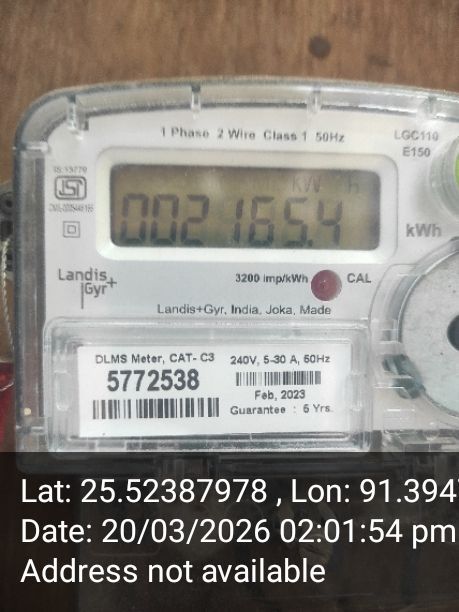 1 Phase 2 Wire Class 1 50Hz
LGC110
E150
IS:13779
ISI
kW h
002165.4
kWh
Landis+
Gyr
3200 imp/kWh
CAL
Landis+Gyr, India, Joka, Made
DLMS Meter, CAT- C3
240V, 5-30 A, 50Hz
5772538
Feb, 2023
Guarantee : 5 Yrs.
Lat: 25.52387978 , Lon: 91.394
Date: 20/03/2026 02:01:54 pm
Address not available